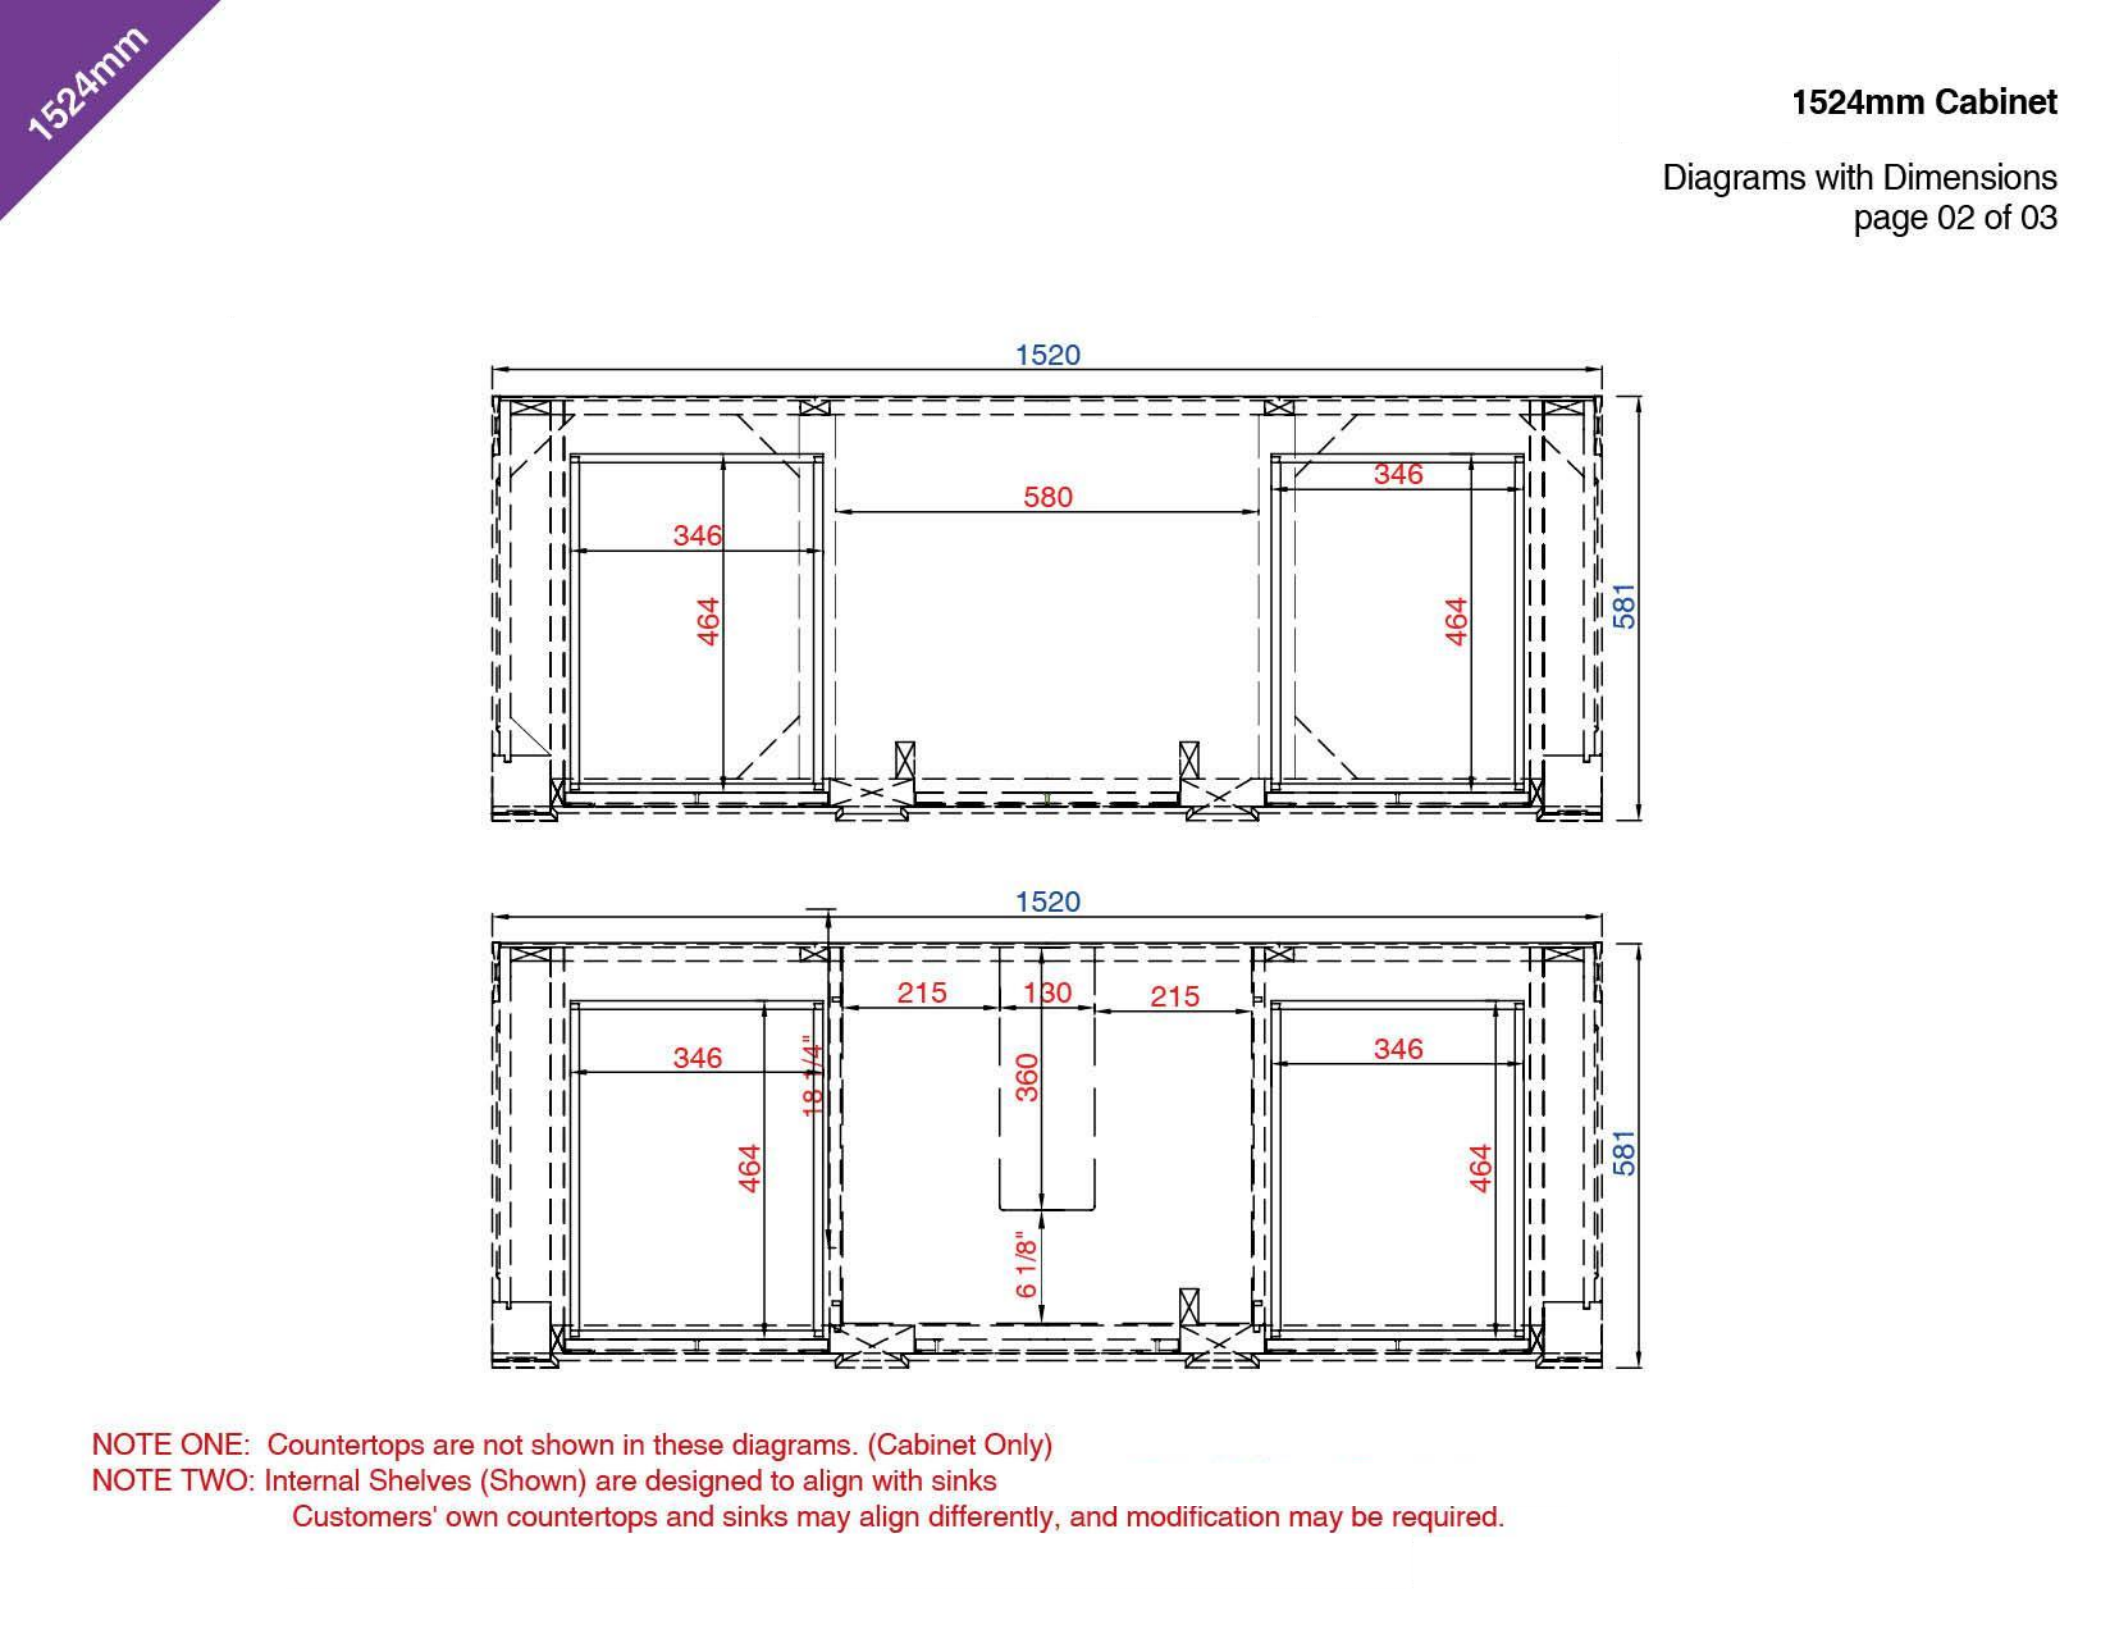 1524mm
1524mm Cabinet
Diagrams with Dimensions
page 02 of 03
1520
346
580
346
464
464
581
1520
215
130
215
346
18 1/4"
360
346
464
464
581
6 1/8"
NOTE ONE: Countertops are not shown in these diagrams. (Cabinet Only)
NOTE TWO: Internal Shelves (Shown) are designed to align with sinks
Customers' own countertops and sinks may align differently, and modification may be required.